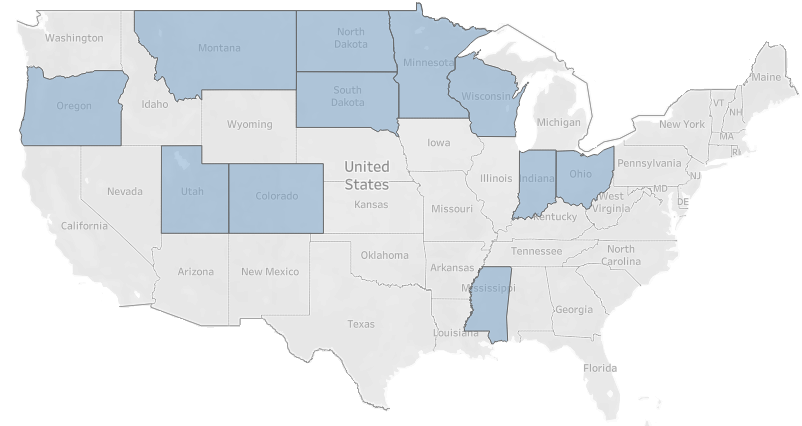 Washington
Montana
North
Dakota
Minnesota
Maine
Oregon
Idaho
South
Dakota
Wisconsin
VT
NH
Wyoming
Michigan
New York
MA
RI
Iowa
Pennsylvania
United
States
Utah
Colorado
Nevada
Kansas
Illinois
Indiana
Ohio
NJ
MD
DE
West
Virginia
California
Missouri
Kentucky
Oklahoma
Tennessee
North
Carolina
Arizona
New Mexico
Arkansas
Mississippi
Georgia
Texas
Louisiana
Florida